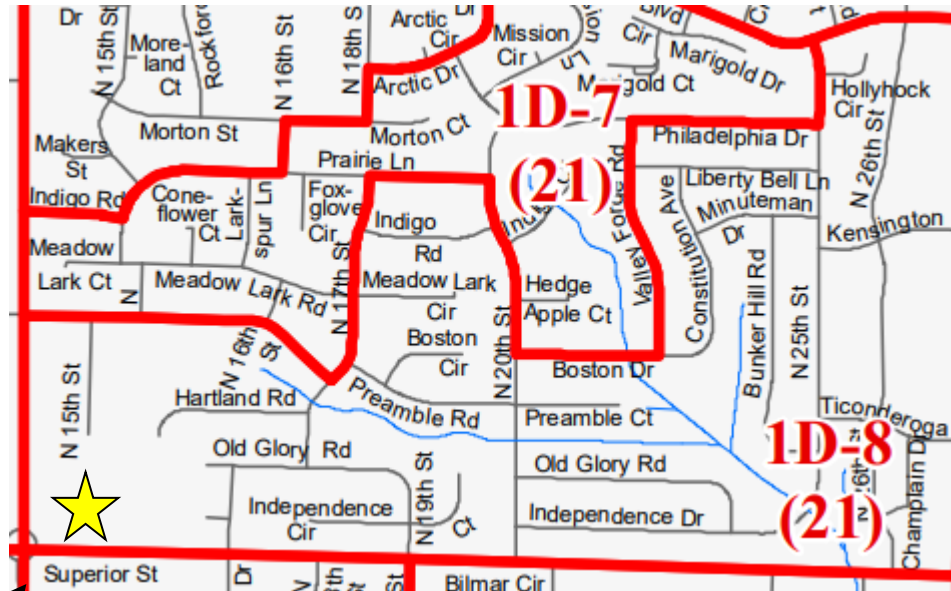 Dr
N 15th St
More-
land
Ct
Rockford
N 16th St
N 18th S
Arctic
Cir
Dr
Arctic Dr
Mission
Cir
Ln
Cir
Blvd
Marigold Dr
Marigold Ct
Hollyhock
Cir
1D-7
(21)
Morton St
Morton Ct
Philadelphia Dr
Makers
St
Prairie Ln
Indigo Rd
Cone-
flower
Ct
Lark-
spur Ln
Fox-
glove
Cir
Indigo
Rd
Valley Forge Rd
Constitution Ave
Liberty Bell Ln
Minuteman
Dr
N 26th St
Kensington
Meadow
Lark Ct
N
Meadow Lark Rd
N 17th St
Meadow Lark
Cir
Hedge
Apple Ct
N 20th St
Bunker Hill Rd
N 25th St
Boston
Cir
Boston Dr
N 16th
St
N 15th St
Hartland Rd
Preamble Rd
Preamble Ct
Ticonderoga
1D-8
(21)
Old Glory Rd
Old Glory Rd
N 19th St
Independence
Cir
Ct
Independence Dr
Champlain Dr
Superior St
Dr
St
St
Bilmar Cir